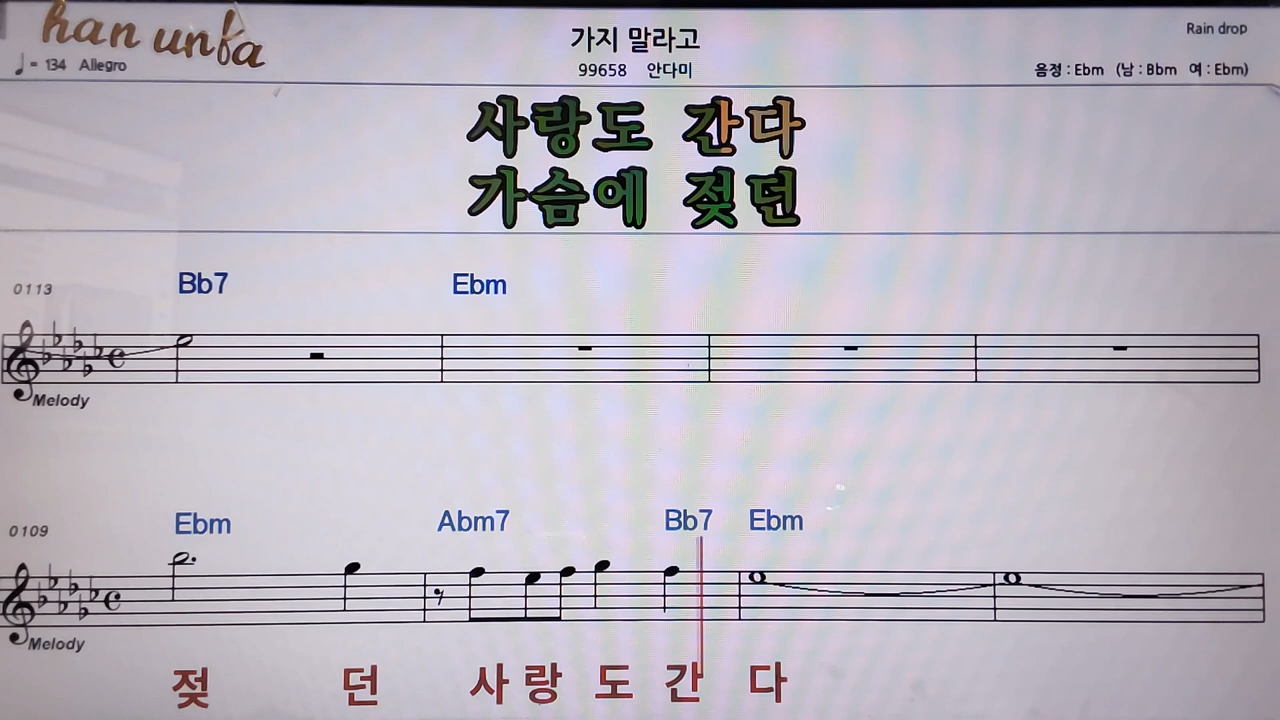 han unfa
♩= 134 Allegro
가지 말라고
99658 안다미
Rain drop
음정 : Ebm (남 : Bbm 여 : Ebm)
사랑도 간다
가슴에 젖던
0113 Bb7 Ebm
Melody
0109 Ebm Abm7 Bb7 Ebm
Melody
젖 던 사 랑 도 간 다